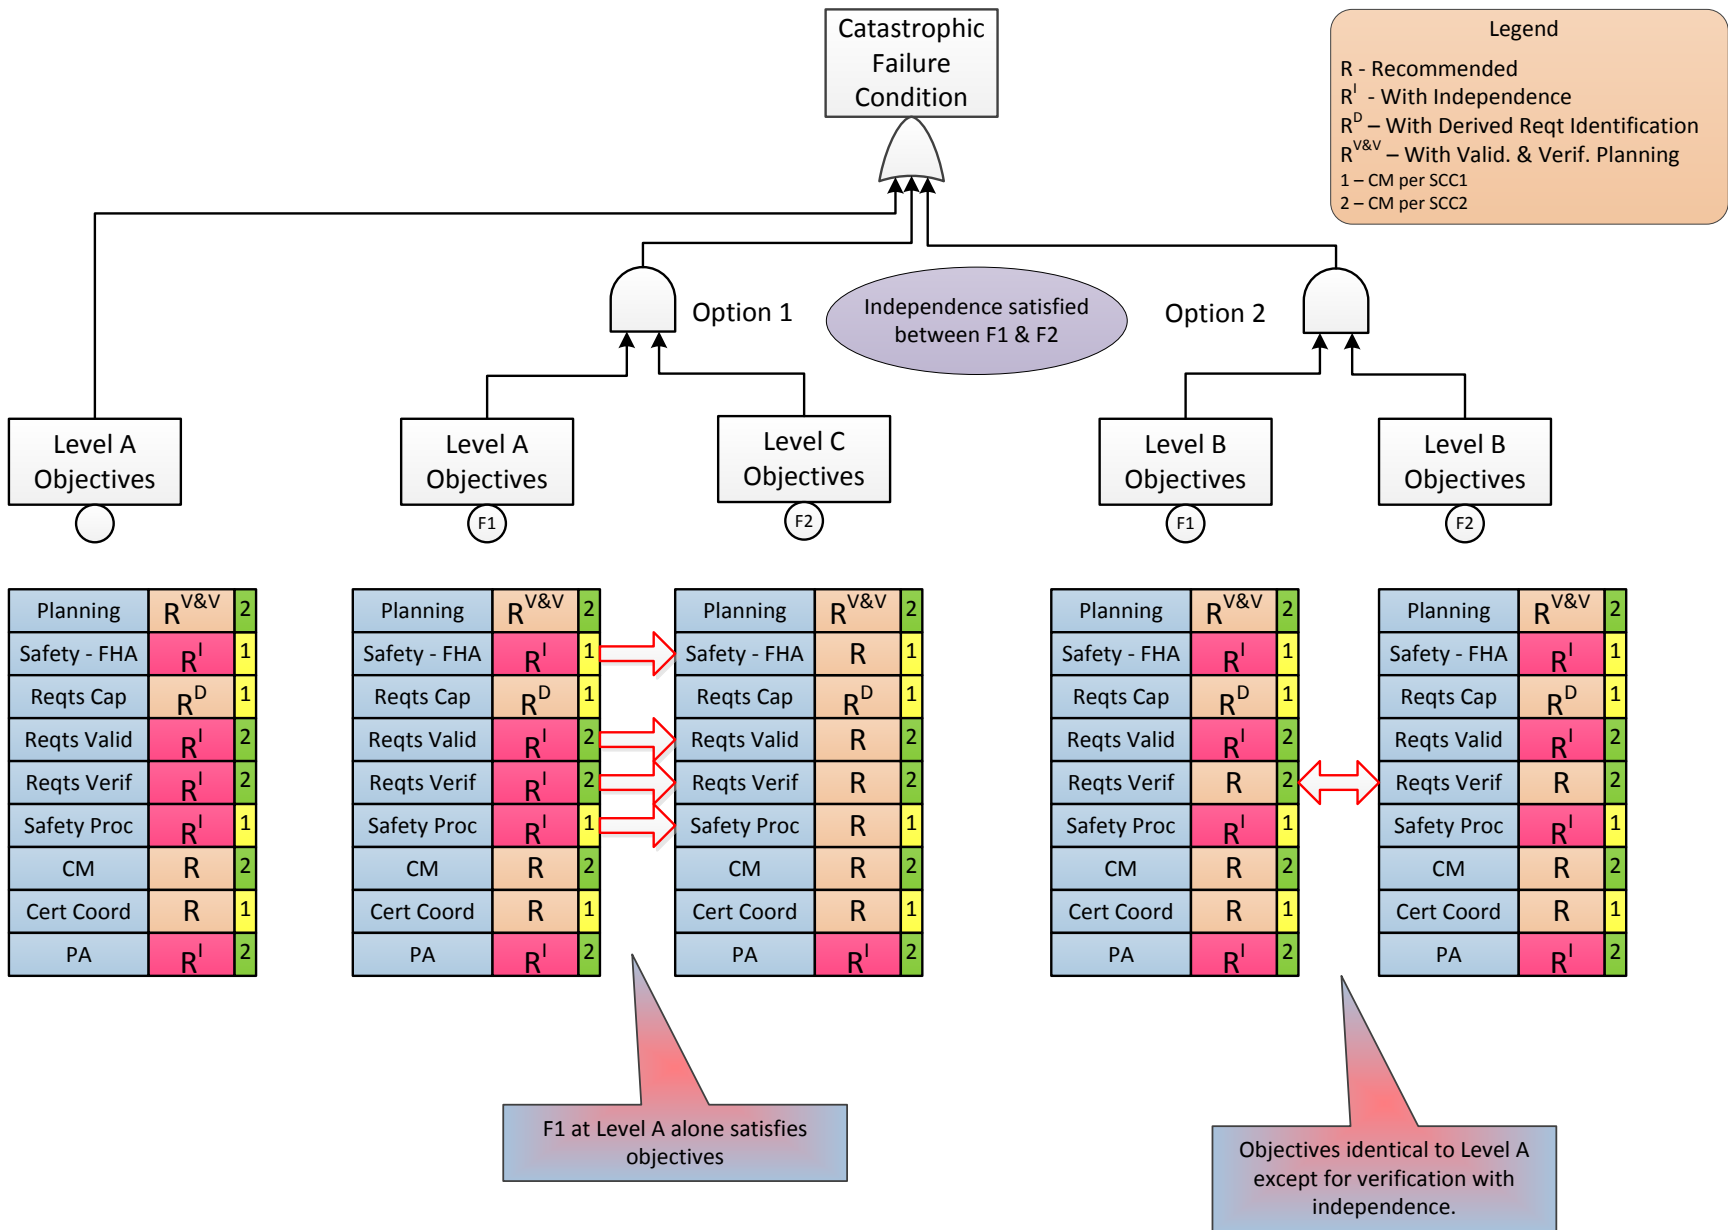 Catastrophic
Failure
Condition
Legend
R - Recommended
R^I - With Independence
R^D – With Derived Reqt Identification
R^V&V – With Valid. & Verif. Planning
1 – CM per SCC1
2 – CM per SCC2
Option 1
Independence satisfied
between F1 & F2
Option 2
Level A
Objectives
Level A
Objectives
F1
Level C
Objectives
F2
Level B
Objectives
F1
Level B
Objectives
F2
Planning R^V&V 2
Safety - FHA R^I 1
Reqts Cap R^D 1
Reqts Valid R^I 2
Reqts Verif R^I 2
Safety Proc R^I 1
CM R 2
Cert Coord R 1
PA R^I 2
Planning R^V&V 2
Safety - FHA R^I 1
Reqts Cap R^D 1
Reqts Valid R^I 2
Reqts Verif R^I 2
Safety Proc R^I 1
CM R 2
Cert Coord R 1
PA R^I 2
Planning R^V&V 2
Safety - FHA R 1
Reqts Cap R^D 1
Reqts Valid R 2
Reqts Verif R 2
Safety Proc R 1
CM R 2
Cert Coord R 1
PA R^I 2
Planning R^V&V 2
Safety - FHA R^I 1
Reqts Cap R^D 1
Reqts Valid R^I 2
Reqts Verif R 2
Safety Proc R^I 1
CM R 2
Cert Coord R 1
PA R^I 2
Planning R^V&V 2
Safety - FHA R^I 1
Reqts Cap R^D 1
Reqts Valid R^I 2
Reqts Verif R 2
Safety Proc R^I 1
CM R 2
Cert Coord R 1
PA R^I 2
F1 at Level A alone satisfies
objectives
Objectives identical to Level A
except for verification with
independence.